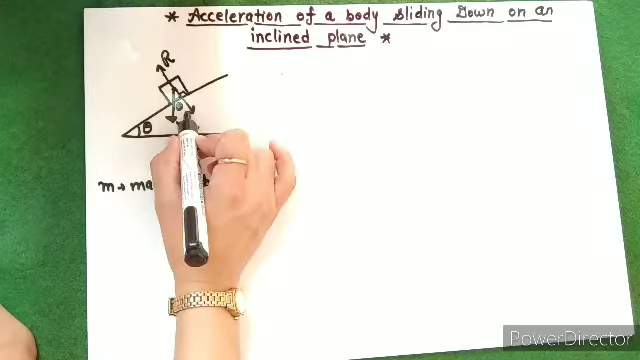 * Acceleration of a body sliding Down on an
inclined plane *
R
θ
θ
m → ma
PowerDirector